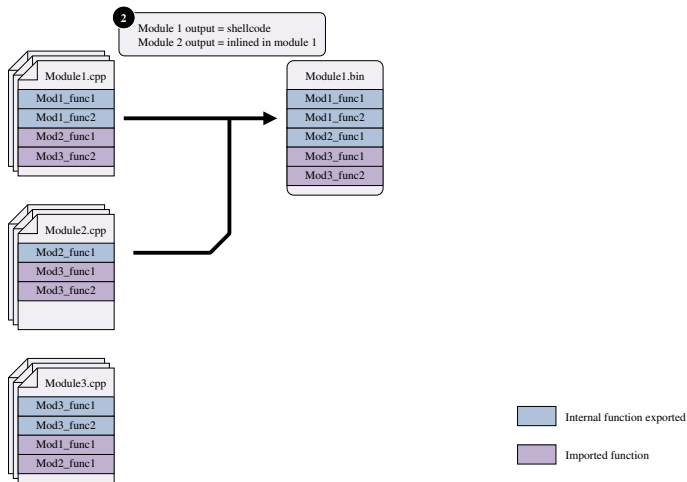 2
Module 1 output = shellcode
Module 2 output = inlined in module 1
Module1.cpp
Mod1_func1
Mod1_func2
Mod2_func1
Mod3_func2
Module1.bin
Mod1_func1
Mod1_func2
Mod2_func1
Mod3_func1
Mod3_func2
Module2.cpp
Mod2_func1
Mod3_func1
Mod3_func2
Module3.cpp
Mod3_func1
Mod3_func2
Mod1_func1
Mod2_func1
Internal function exported
Imported function